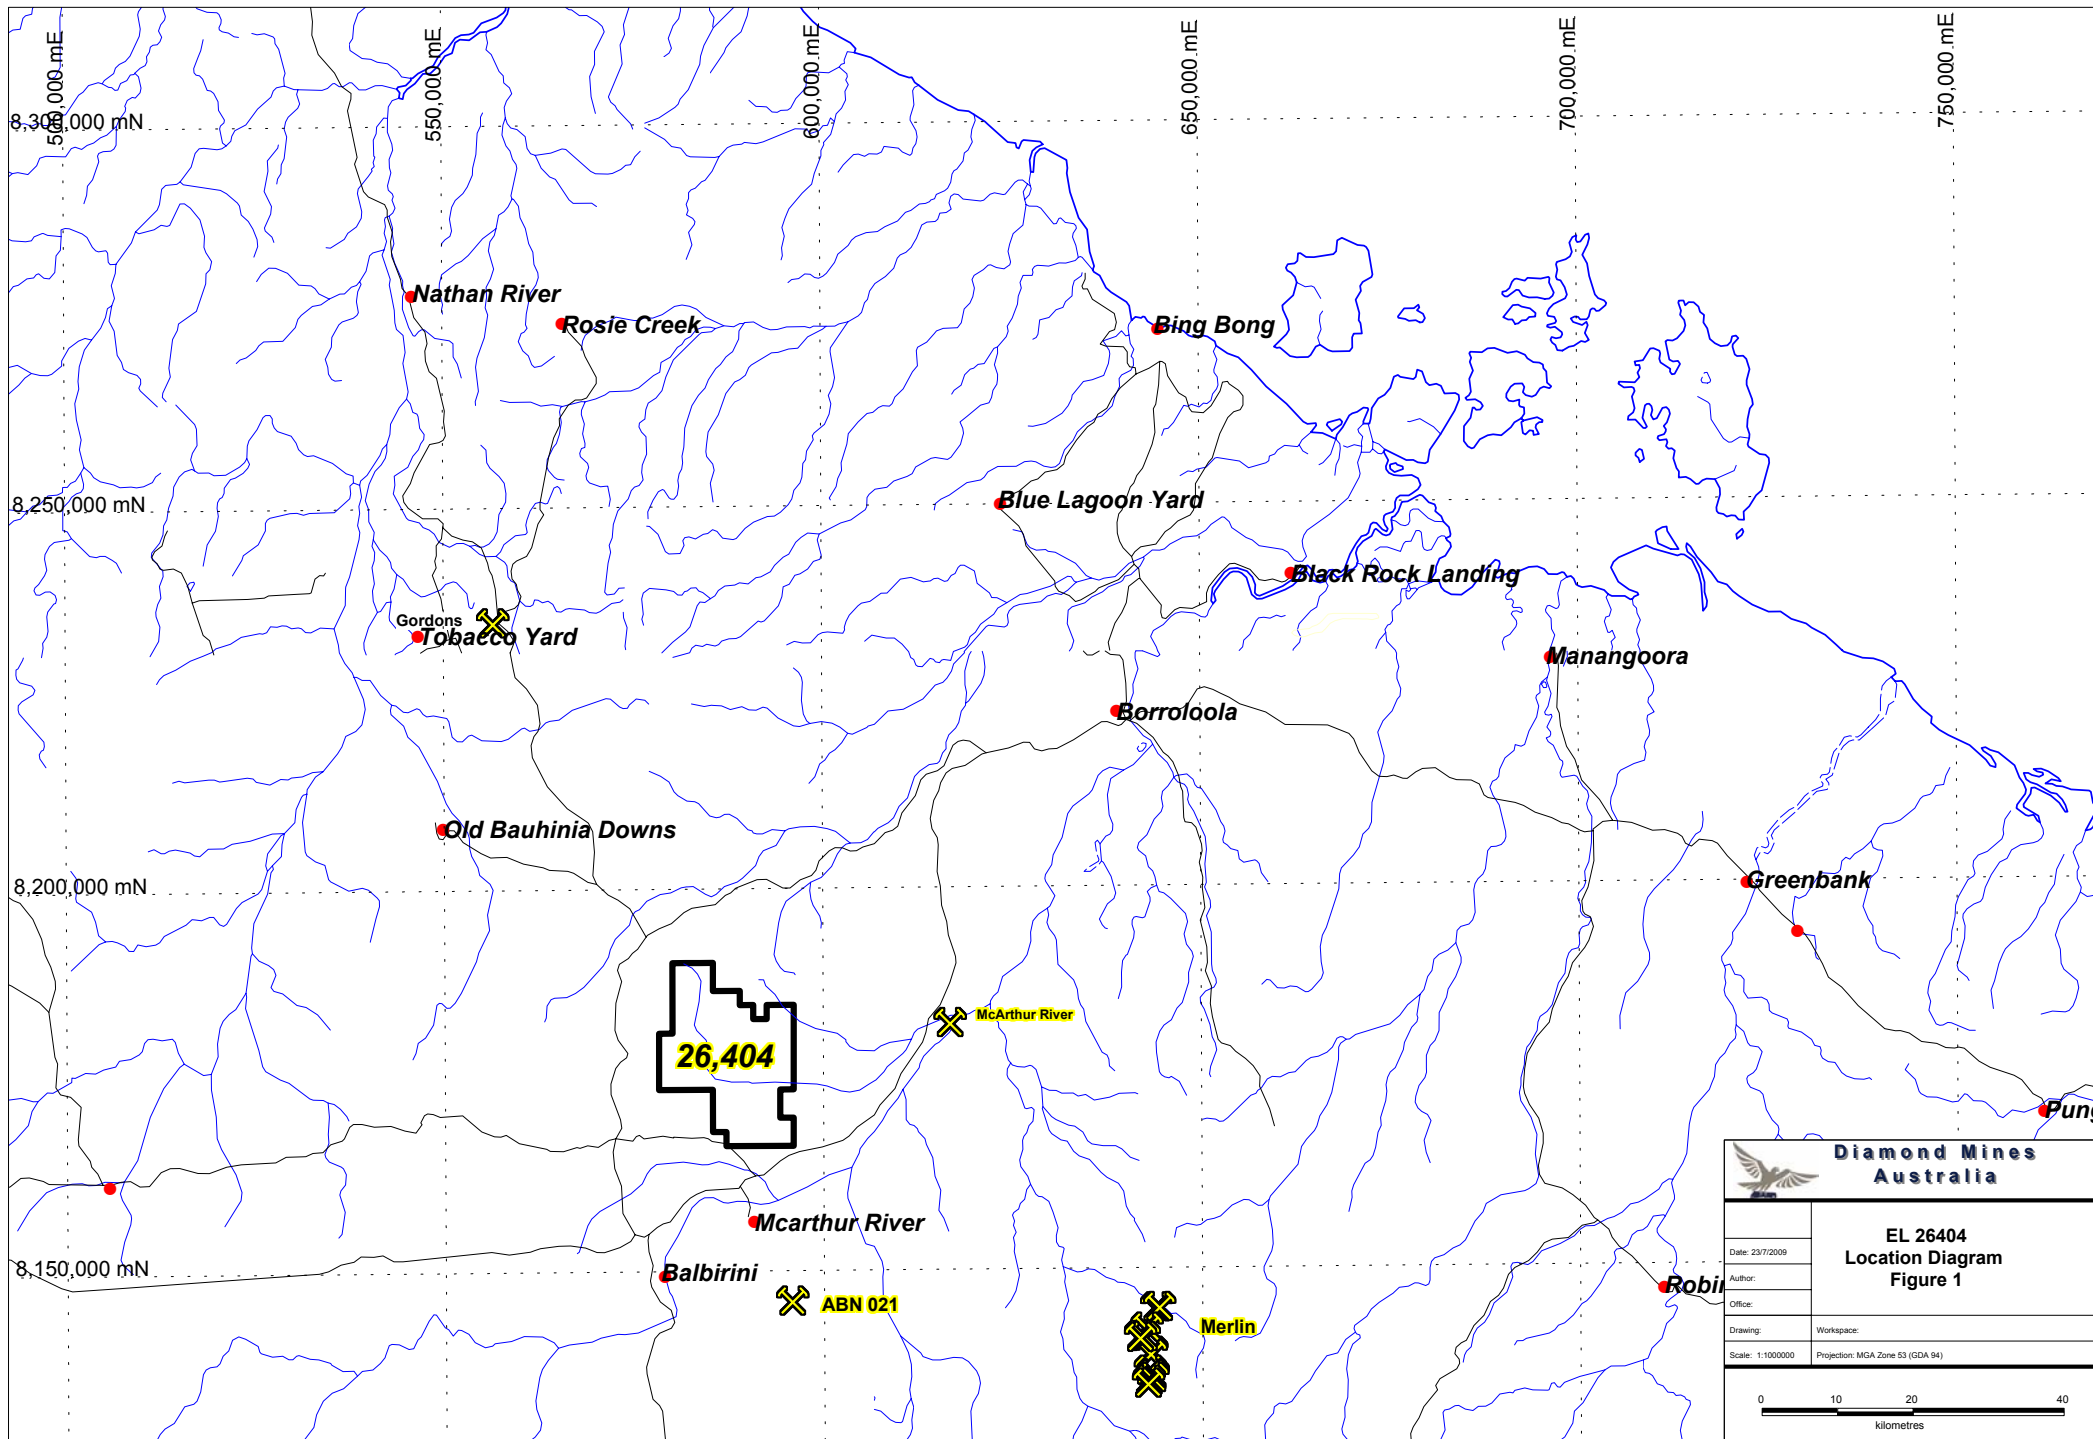 500,000 mE
550,000 mE
600,000 mE
650,000 mE
700,000 mE
750,000 mE
8,300,000 mN
Nathan River
Rosie Creek
Bing Bong
8,250,000 mN
Blue Lagoon Yard
Black Rock Landing
Gordons
Tobacco Yard
Manangoora
Borroloola
Old Bauhinia Downs
8,200,000 mN
Greenbank
McArthur River
26,404
Pung
Mcarthur River
8,150,000 mN
Balbirini
ABN 021
Merlin
Robin
Diamond Mines
Australia
EL 26404
Location Diagram
Figure 1
Date: 23/7/2009
Author:
Office:
Drawing:
Workspace:
Scale: 1:1000000
Projection: MGA Zone 53 (GDA 94)
0 10 20 40
kilometres